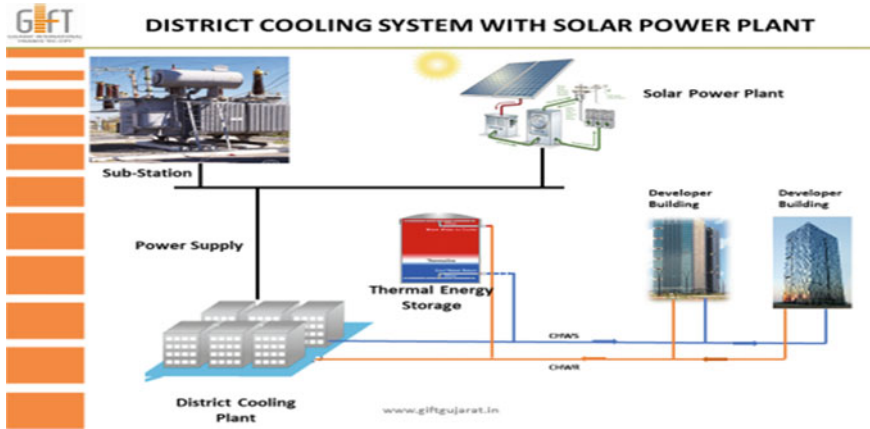 GIFT
DISTRICT COOLING SYSTEM WITH SOLAR POWER PLANT
Solar Power Plant
Sub-Station
Developer
Building
Developer
Building
Power Supply
Thermal Energy
Storage
CHWS
CHWR
District Cooling
Plant
www.giftgujarat.in